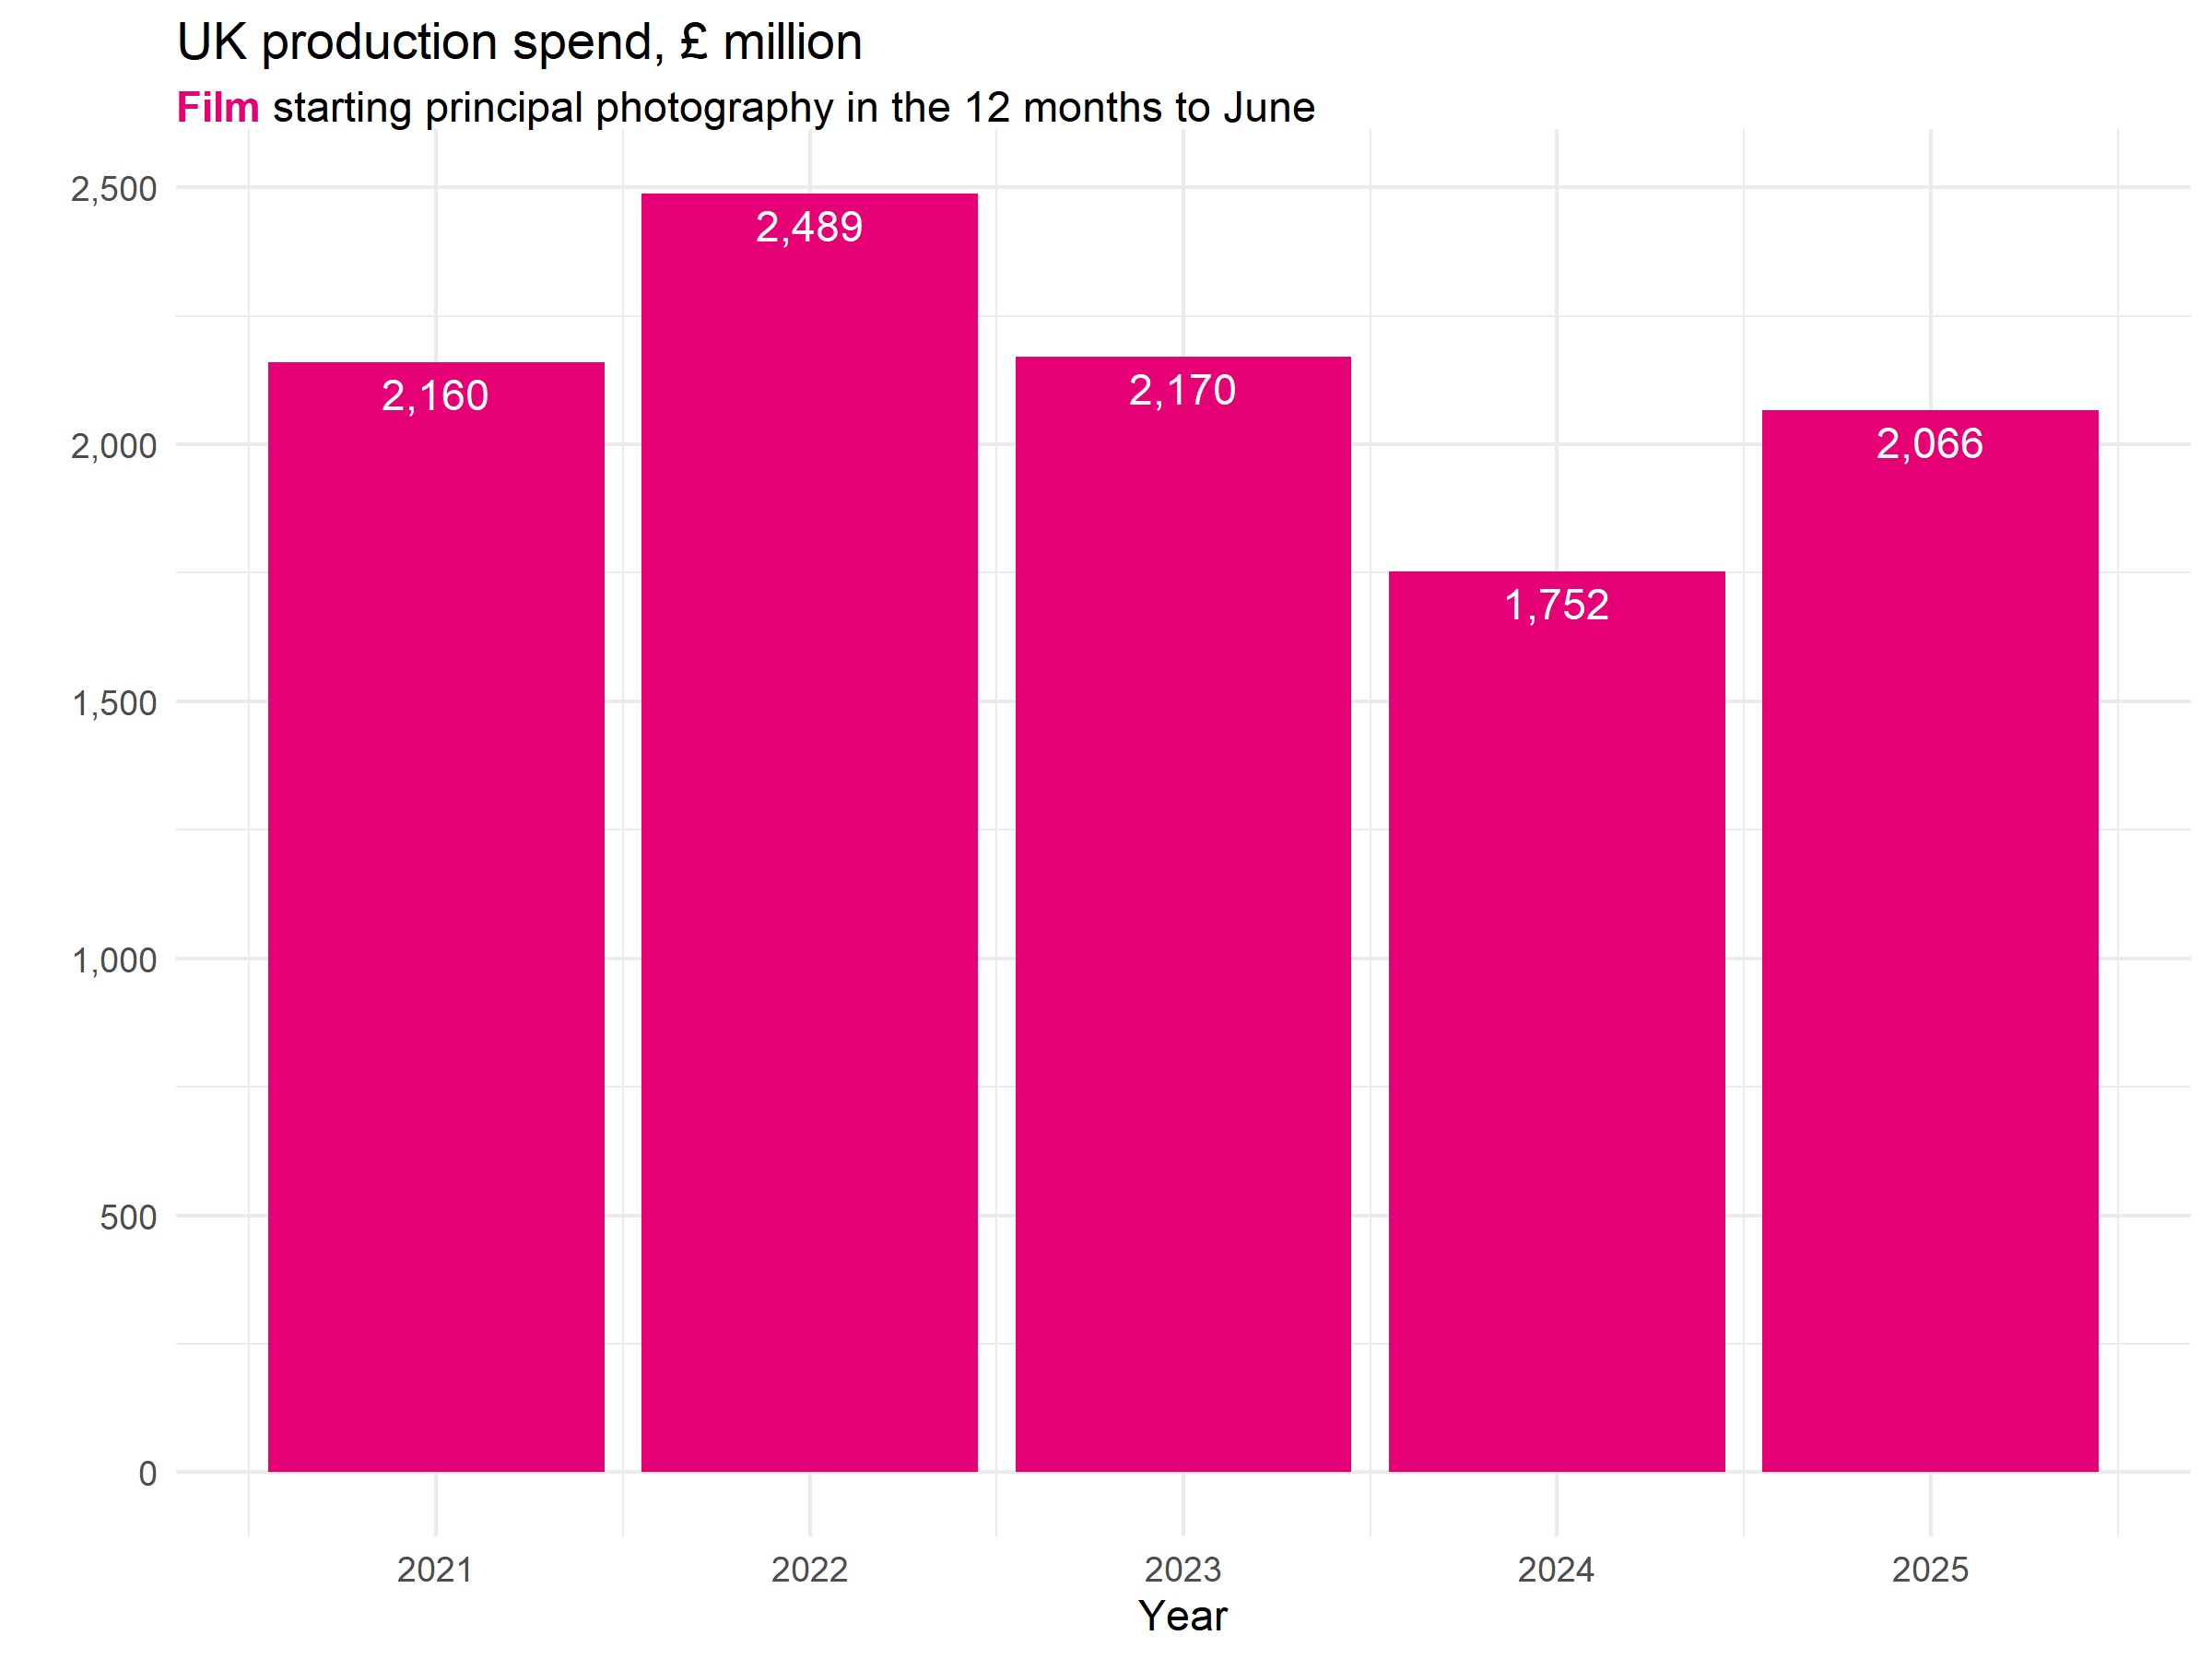 UK production spend, £ million
Film starting principal photography in the 12 months to June
2,500
2,000
1,500
1,000
500
0
2,160
2,489
2,170
1,752
2,066
2021 2022 2023 2024 2025
Year